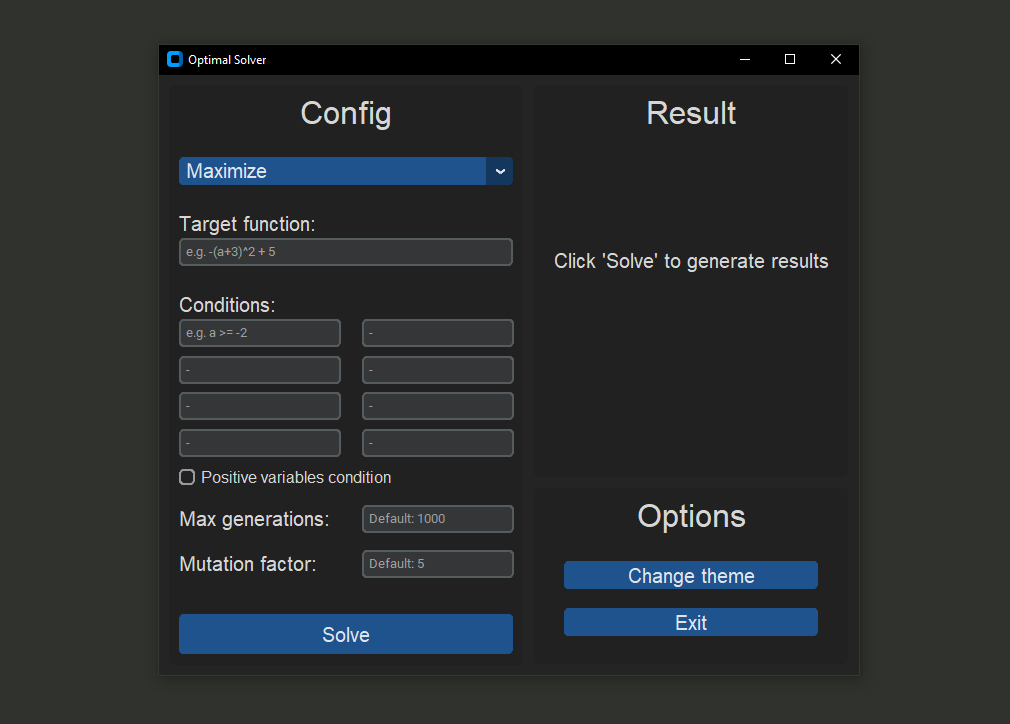 Optimal Solver
Config
Maximize
Target function:
e.g. -(a+3)^2 + 5
Conditions:
e.g. a >= -2
-
-
-
-
-
-
-
Positive variables condition
Max generations:
Default: 1000
Mutation factor:
Default: 5
Solve
Result
Click 'Solve' to generate results
Options
Change theme
Exit